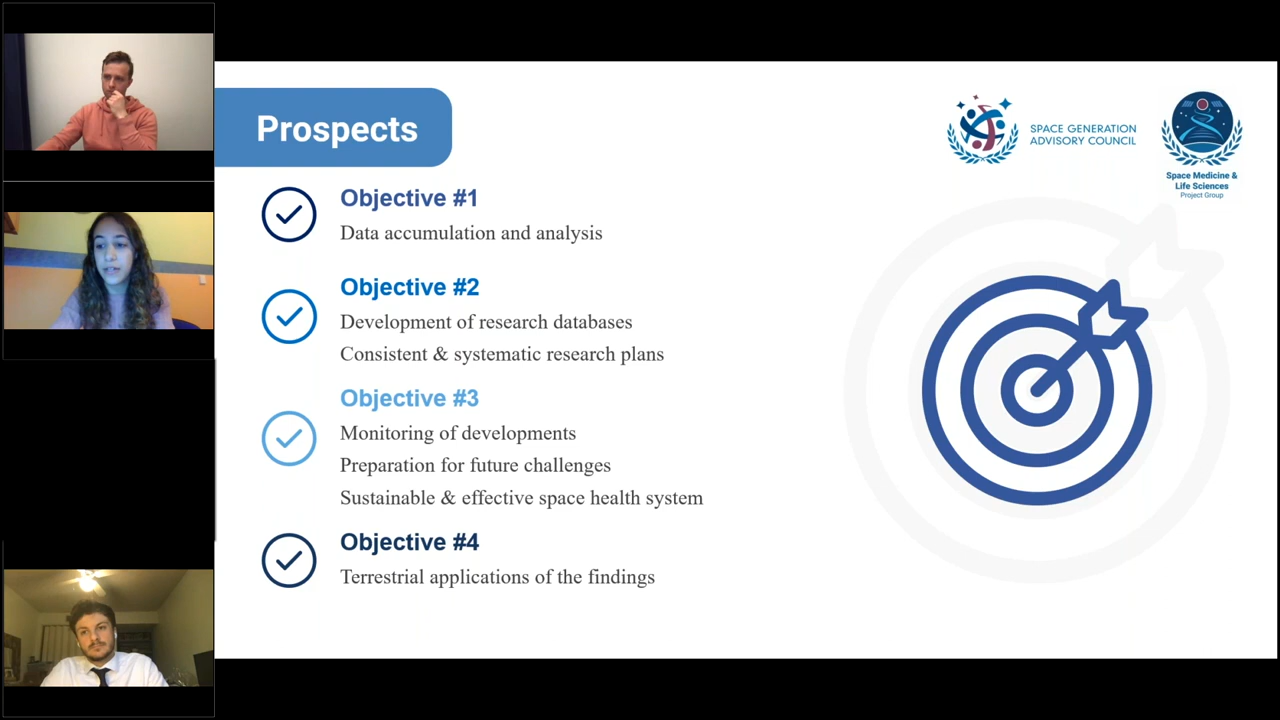 Prospects
SPACE GENERATION
ADVISORY COUNCIL
Space Medicine &
Life Sciences
Project Group
Objective #1
Data accumulation and analysis
Objective #2
Development of research databases
Consistent & systematic research plans
Objective #3
Monitoring of developments
Preparation for future challenges
Sustainable & effective space health system
Objective #4
Terrestrial applications of the findings